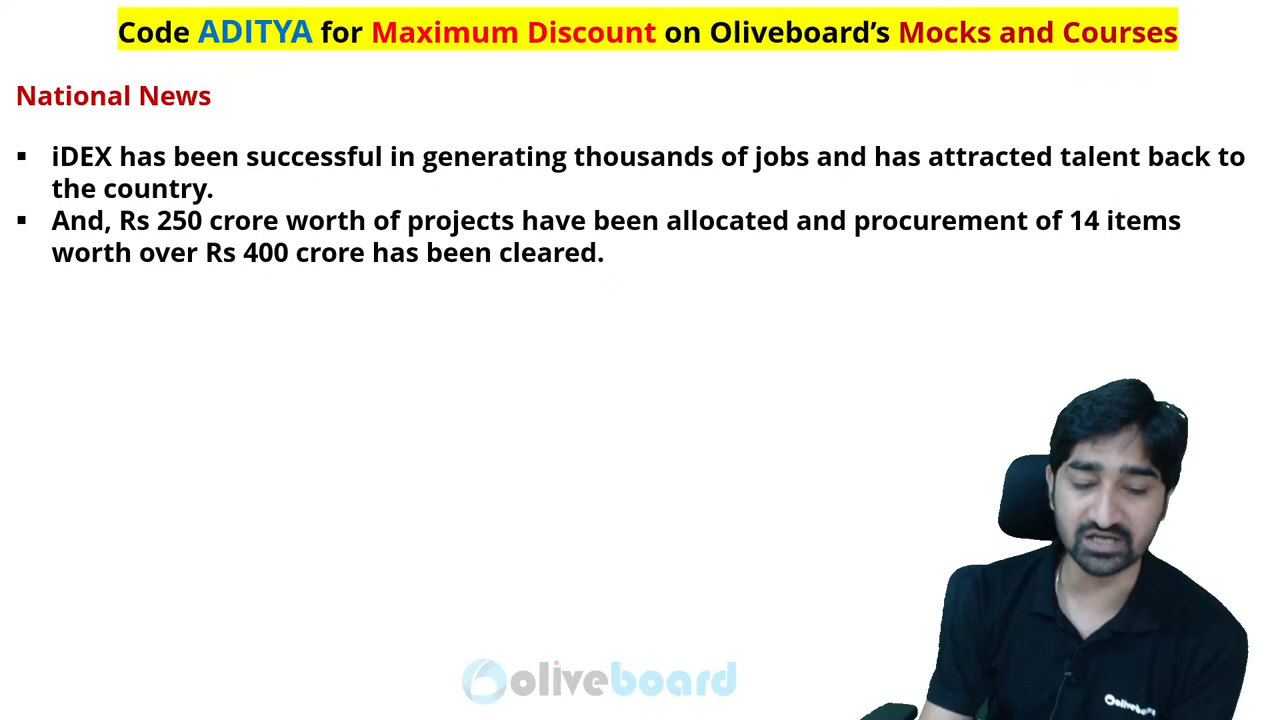 Code ADITYA for Maximum Discount on Oliveboard’s Mocks and Courses
National News
▪ iDEX has been successful in generating thousands of jobs and has attracted talent back to
the country.
▪ And, Rs 250 crore worth of projects have been allocated and procurement of 14 items
worth over Rs 400 crore has been cleared.
oliveboard